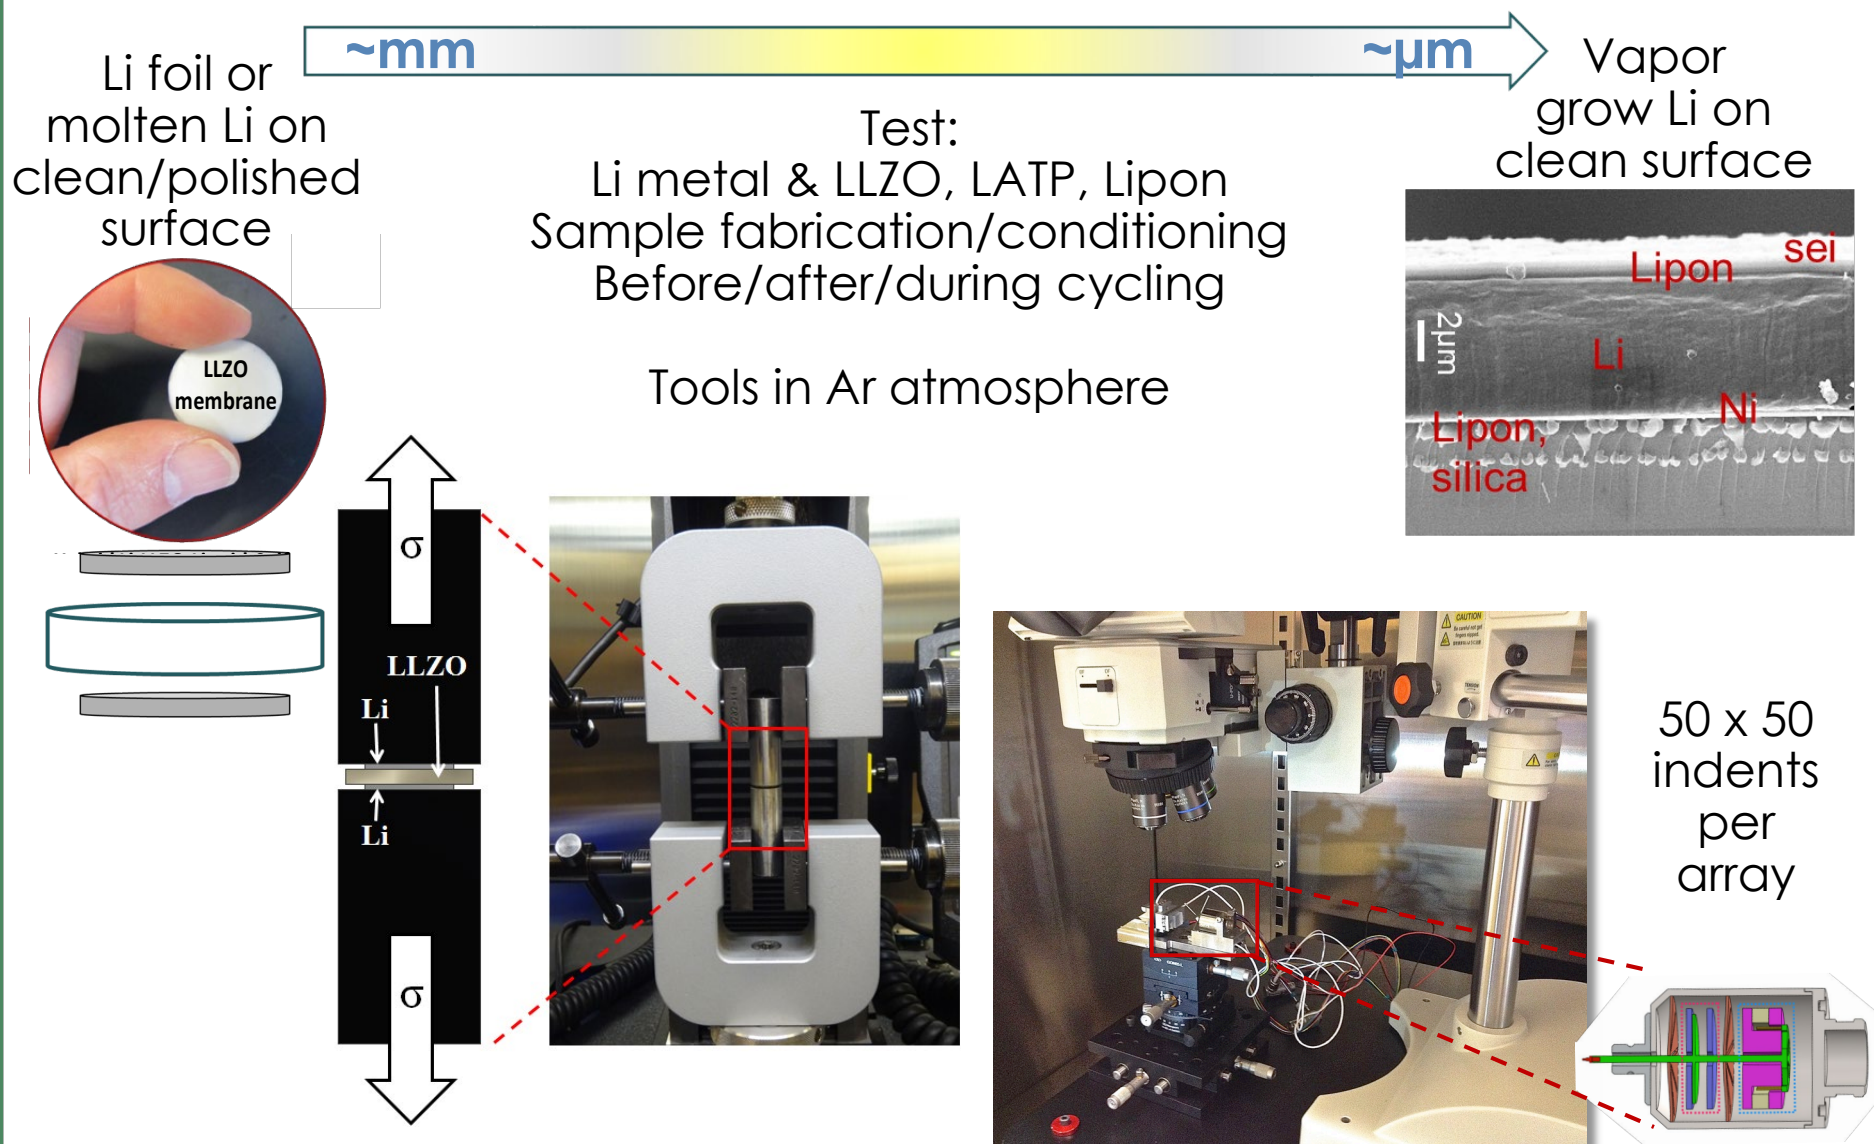 ~mm
~µm
Li foil or
molten Li on
clean/polished
surface
Test:
Li metal & LLZO, LATP, Lipon
Sample fabrication/conditioning
Before/after/during cycling
Tools in Ar atmosphere
Vapor
grow Li on
clean surface
LLZO
membrane
sei
Lipon
2µm
Li
Ni
Lipon,
silica
σ
LLZO
Li
Li
σ
CAUTION
50 x 50
indents
per
array